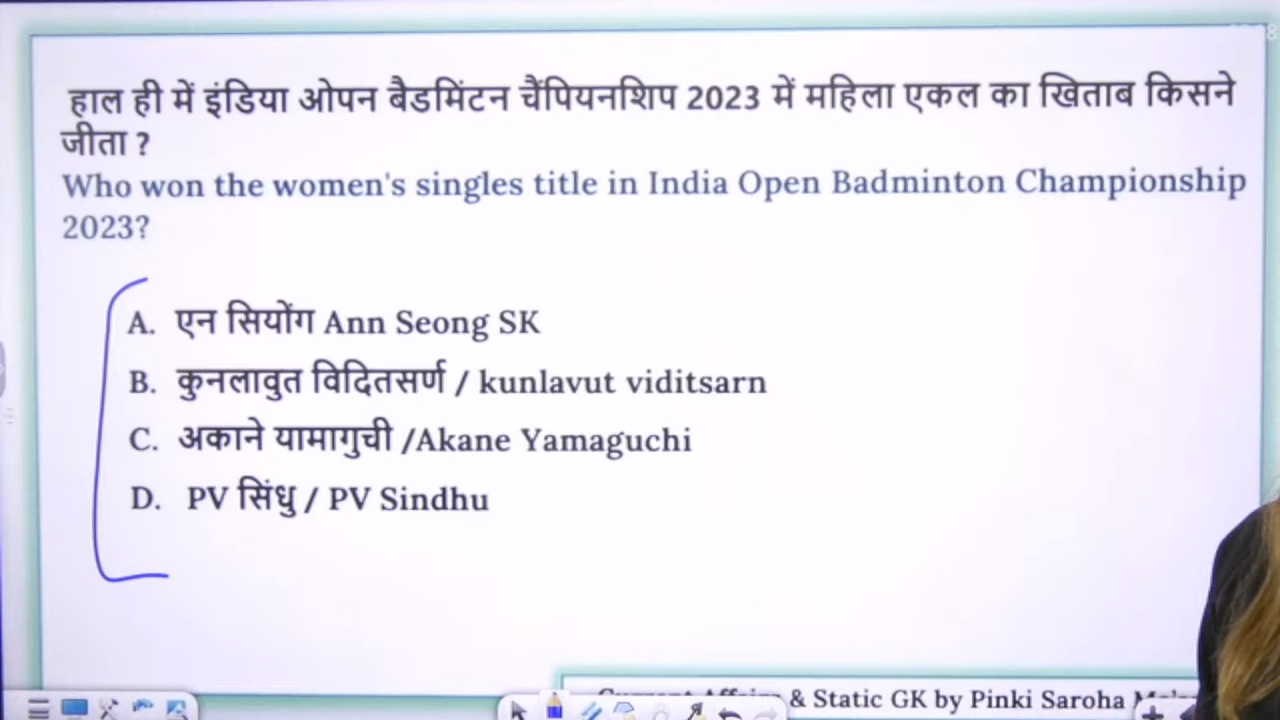 हाल ही में इंडिया ओपन बैडमिंटन चैंपियनशिप 2023 में महिला एकल का खिताब किसने
जीता ?
Who won the women's singles title in India Open Badminton Championship
2023?
A. एन सियोंग Ann Seong SK
B. कुनलावुत विदितसर्ण / kunlavut viditsarn
C. अकाने यामागुची /Akane Yamaguchi
D. PV सिंधु / PV Sindhu
& Static GK by Pinki Saroha